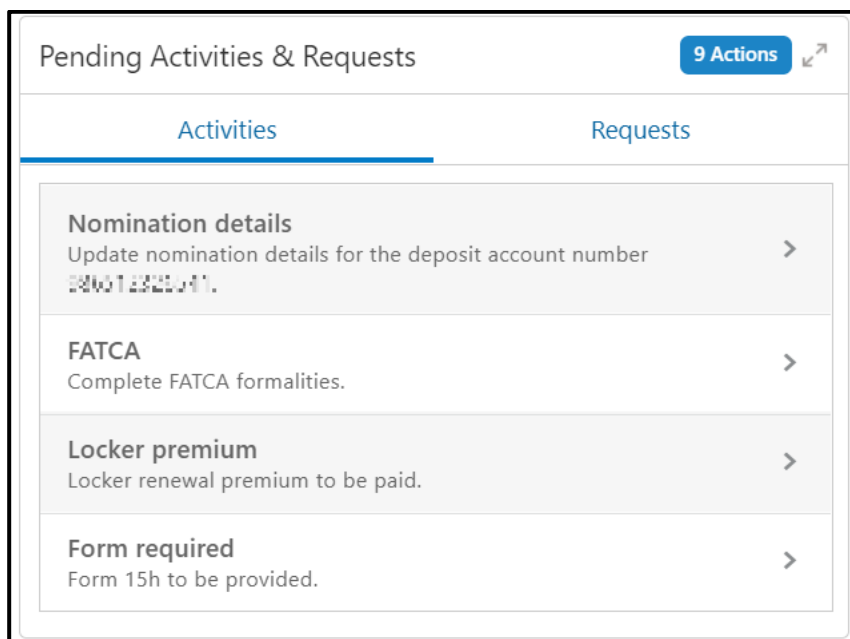 Pending Activities & Requests
9 Actions
Activities
Requests
Nomination details
Update nomination details for the deposit account number
FATCA
Complete FATCA formalities.
Locker premium
Locker renewal premium to be paid.
Form required
Form 15h to be provided.